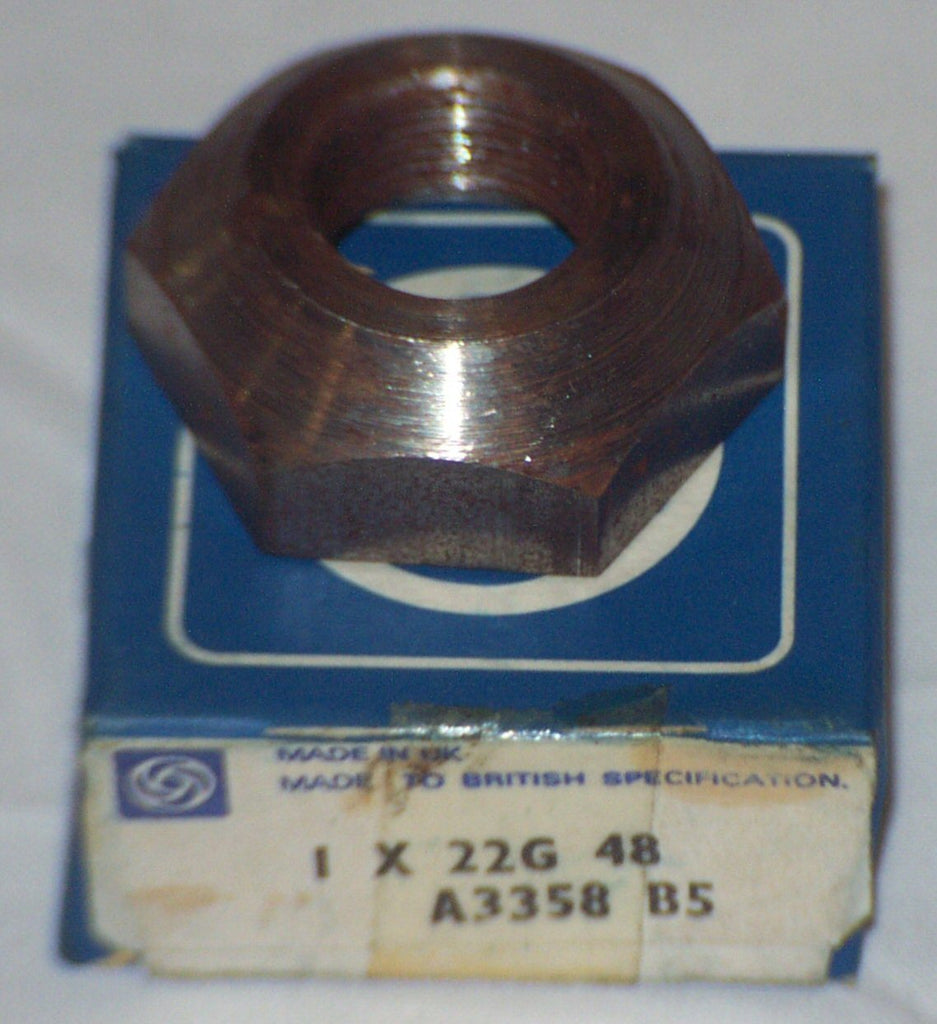 MADE IN UK
MADE TO BRITISH SPECIFICATION.
1 X 22G 48
A3358 B5